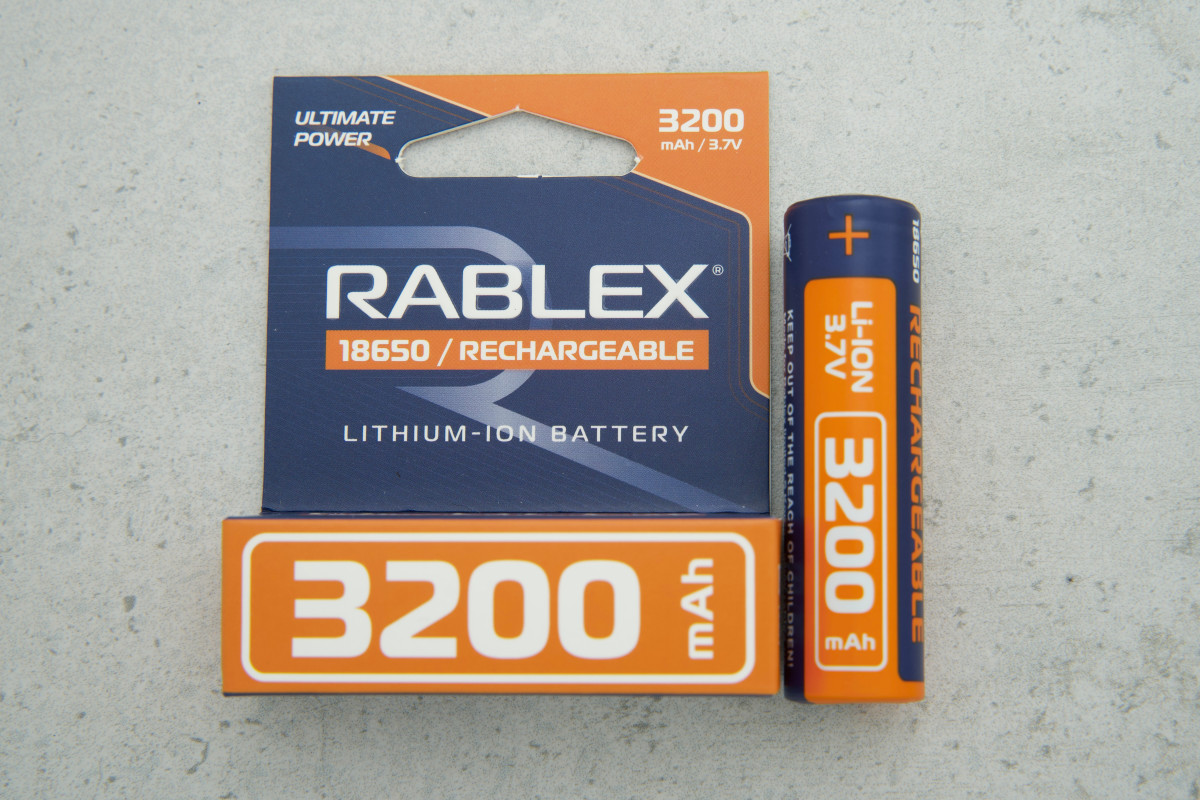 ULTIMATE
POWER
3200
mAh / 3.7V
RABLEX®
18650 / RECHARGEABLE
LITHIUM-ION BATTERY
3200 mAh
+
Li-ION
3.7V
3200
mAh
18650 RECHARGEABLE
KEEP OUT OF THE REACH OF CHILDREN!